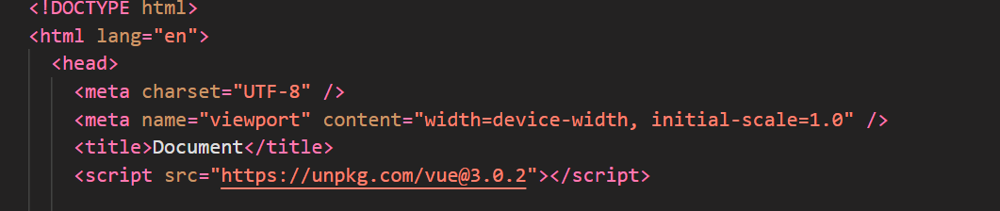 <!DOCTYPE html>
<html lang="en">
<head>
<meta charset="UTF-8" />
<meta name="viewport" content="width=device-width, initial-scale=1.0" />
<title>Document</title>
<script src="https://unpkg.com/vue@3.0.2"></script>